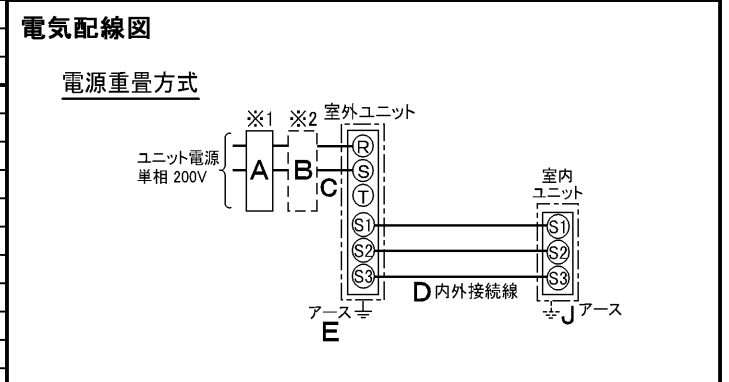 電気配線図
電源重畳方式
※1 ※2 室外ユニット
ユニット電源
単相 200V
A
B
C
R
S
T
S1
S2
S3
室内
ユニット
S1
S2
S3
D 内外接続線
アース
E
J アース